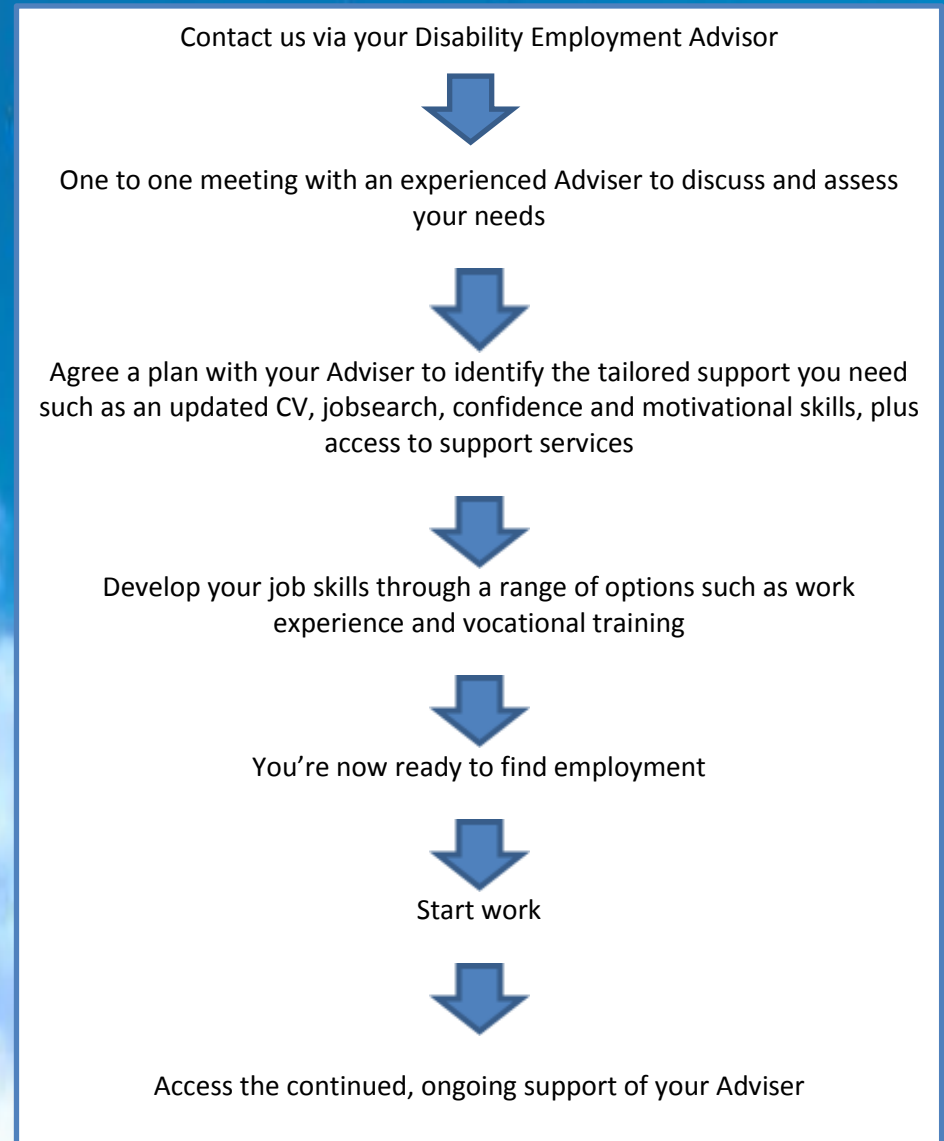 Contact us via your Disability Employment Advisor
One to one meeting with an experienced Adviser to discuss and assess
your needs
Agree a plan with your Adviser to identify the tailored support you need
such as an updated CV, jobsearch, confidence and motivational skills, plus
access to support services
Develop your job skills through a range of options such as work
experience and vocational training
You’re now ready to find employment
Start work
Access the continued, ongoing support of your Adviser